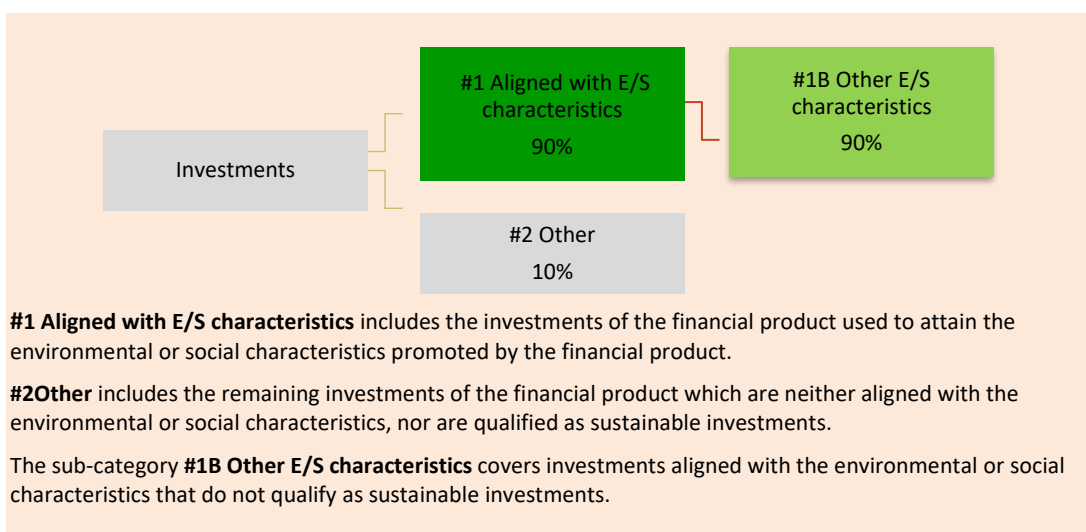 #1 Aligned with E/S
characteristics
90%
#1B Other E/S
characteristics
90%
Investments
#2 Other
10%
#1 Aligned with E/S characteristics includes the investments of the financial product used to attain the
environmental or social characteristics promoted by the financial product.
#2Other includes the remaining investments of the financial product which are neither aligned with the
environmental or social characteristics, nor are qualified as sustainable investments.
The sub-category #1B Other E/S characteristics covers investments aligned with the environmental or social
characteristics that do not qualify as sustainable investments.